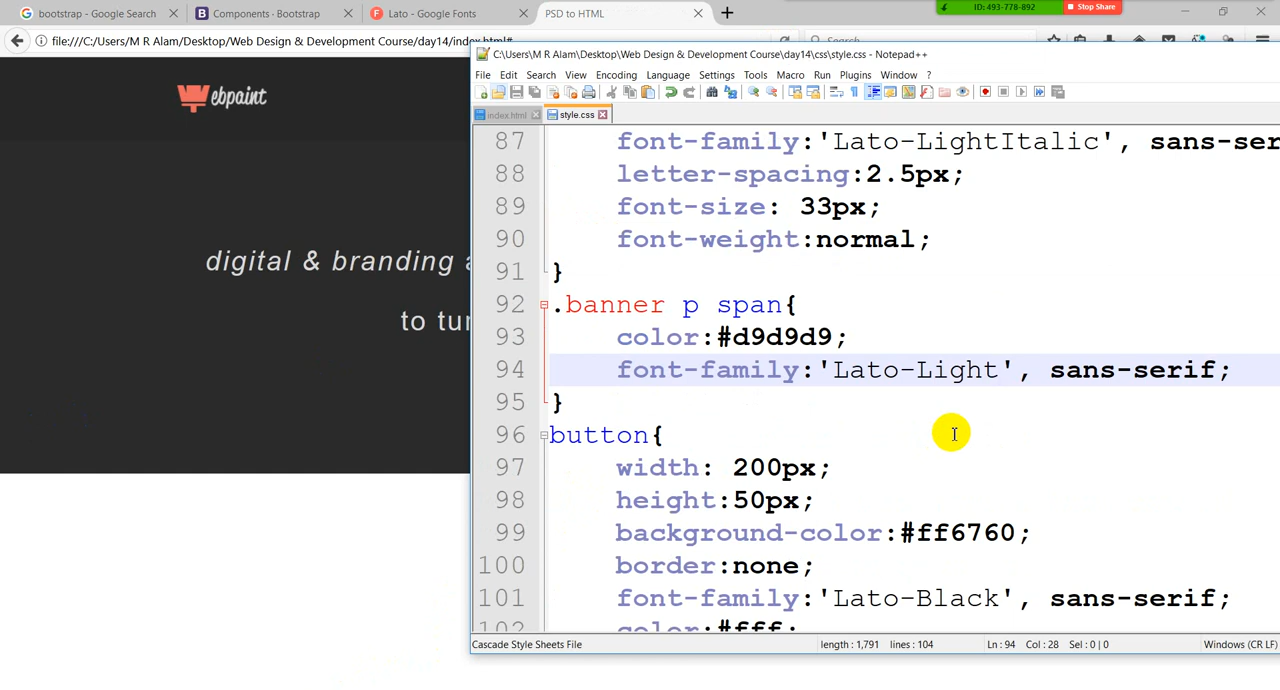 bootstrap - Google Search
Components · Bootstrap
Lato - Google Fonts
PSD to HTML
ID: 493-778-892
Stop Share
file:///C:/Users/M R Alam/Desktop/Web Design & Development Course/day14/index.html#
Search
C:\Users\M R Alam\Desktop\Web Design & Development Course\day14\css\style.css - Notepad++
File Edit Search View Encoding Language Settings Tools Macro Run Plugins Window ?
index.html
style.css
ebpaint
digital & branding
to tur
87 font-family:'Lato-LightItalic', sans-ser
88 letter-spacing:2.5px;
89 font-size: 33px;
90 font-weight:normal;
91 }
92 .banner p span{
93 color:#d9d9d9;
94 font-family:'Lato-Light', sans-serif;
95 }
96 button{
97 width: 200px;
98 height:50px;
99 background-color:#ff6760;
100 border:none;
101 font-family:'Lato-Black', sans-serif;
102 color:#fff;
Cascade Style Sheets File
length : 1,791 lines : 104
Ln : 94 Col : 28 Sel : 0 | 0
Windows (CR LF)